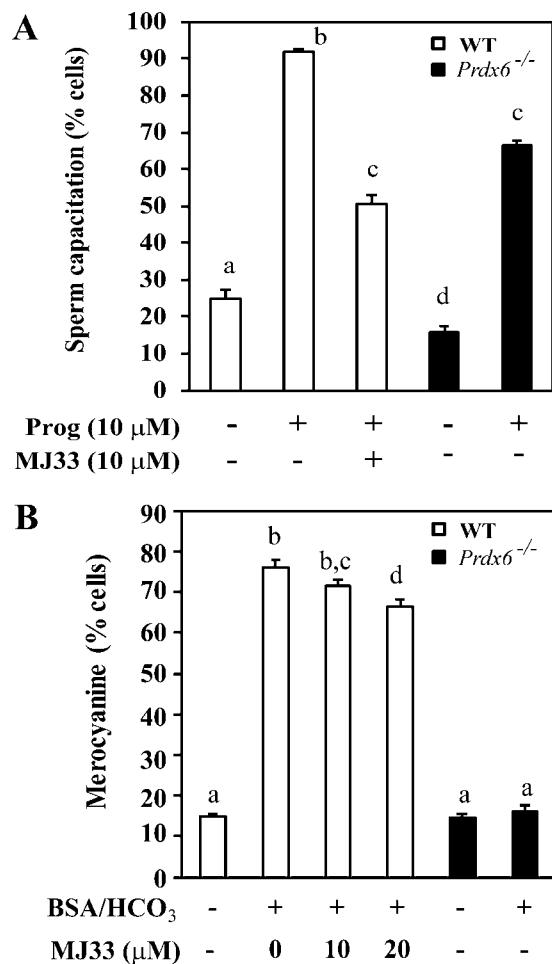 A
Sperm capacitation (% cells)
100
90
80
70
60
50
40
30
20
10
0
WT
Prdx6 -/-
a
b
c
d
c
Prog (10 μM) - + + - +
MJ33 (10 μM) - - + - -
B
Merocyanine (% cells)
90
80
70
60
50
40
30
20
10
0
WT
Prdx6 -/-
a
b
b,c
d
a
a
BSA/HCO3 - + + + - +
MJ33 (μM) - 0 10 20 - -